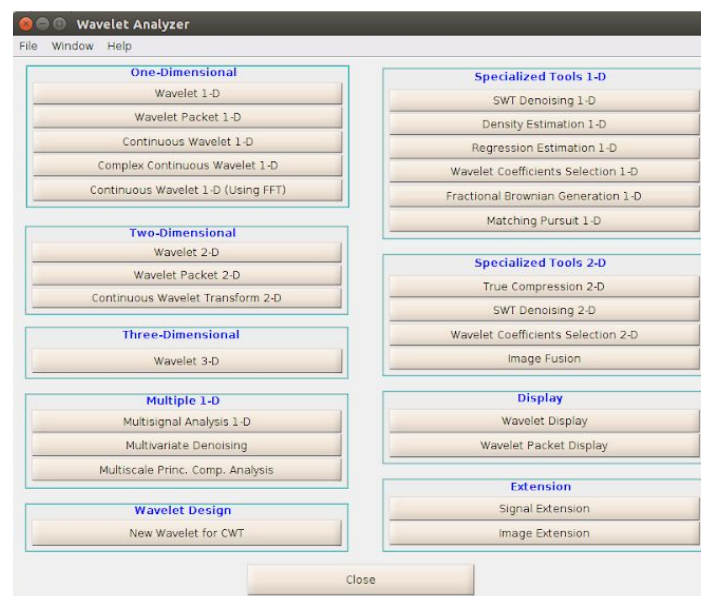 Wavelet Analyzer
File Window Help
One-Dimensional
Wavelet 1-D
Wavelet Packet 1-D
Continuous Wavelet 1-D
Complex Continuous Wavelet 1-D
Continuous Wavelet 1-D (Using FFT)
Two-Dimensional
Wavelet 2-D
Wavelet Packet 2-D
Continuous Wavelet Transform 2-D
Three-Dimensional
Wavelet 3-D
Multiple 1-D
Multisignal Analysis 1-D
Multivariate Denoising
Multiscale Princ. Comp. Analysis
Wavelet Design
New Wavelet for CWT
Specialized Tools 1-D
SWT Denoising 1-D
Density Estimation 1-D
Regression Estimation 1-D
Wavelet Coefficients Selection 1-D
Fractional Brownian Generation 1-D
Matching Pursuit 1-D
Specialized Tools 2-D
True Compression 2-D
SWT Denoising 2-D
Wavelet Coefficients Selection 2-D
Image Fusion
Display
Wavelet Display
Wavelet Packet Display
Extension
Signal Extension
Image Extension
Close